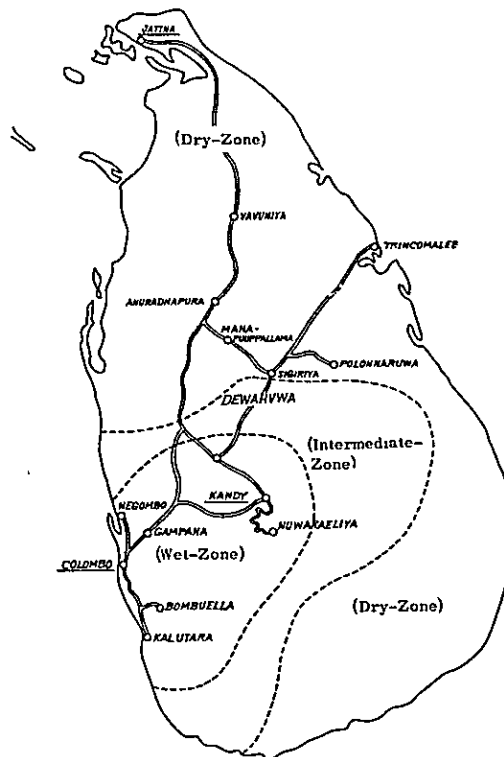 JAFFNA
(Dry-Zone)
VAVUNIYA
TRINCOMALEE
ANURADHAPURA
MAHA-
ILUPPALLAMA
POLONNARUWA
SIGIRIYA
DEWAHUWA
(Intermediate-
Zone)
KANDY
NEGOMBO
NUWARAELIYA
GAMPAHA
(Wet-Zone)
COLOMBO
(Dry-Zone)
BOMBUELLA
KALUTARA